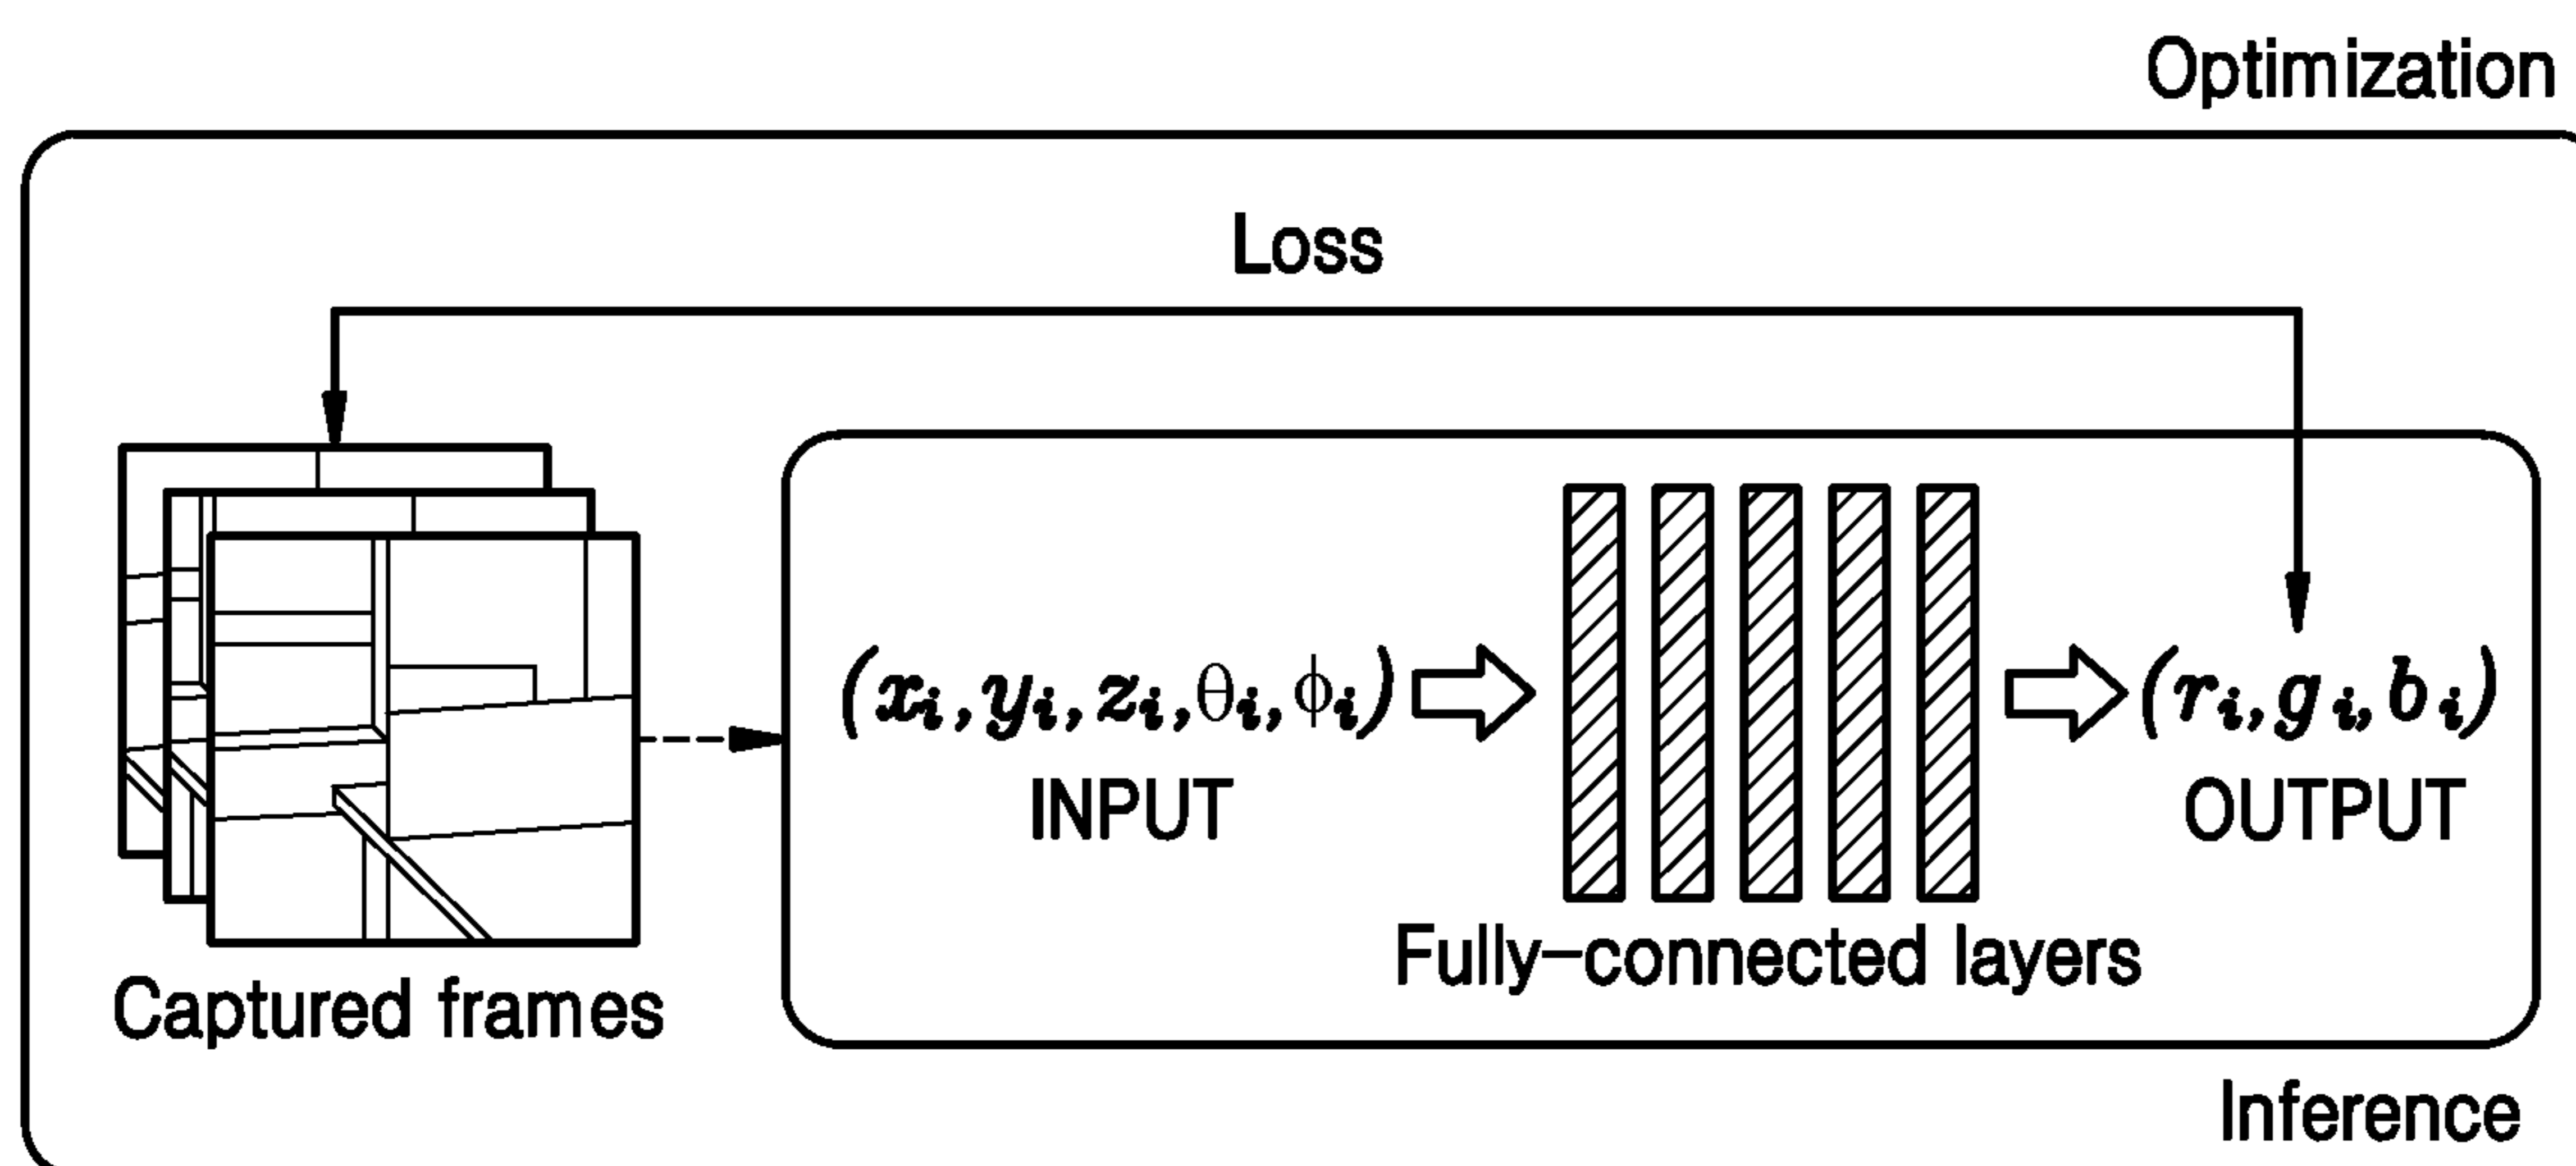 Optimization
Loss
(xᵢ, yᵢ, zᵢ, θᵢ, ϕᵢ)
INPUT
(rᵢ, gᵢ, bᵢ)
OUTPUT
Fully-connected layers
Captured frames
Inference